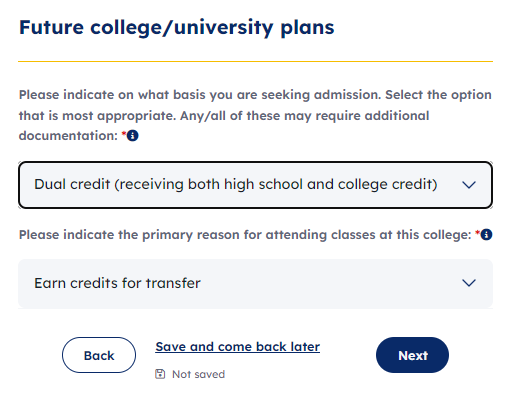 Future college/university plans
Please indicate on what basis you are seeking admission. Select the option
that is most appropriate. Any/all of these may require additional
documentation: *
Dual credit (receiving both high school and college credit)
Please indicate the primary reason for attending classes at this college: *
Earn credits for transfer
Back
Save and come back later
Not saved
Next